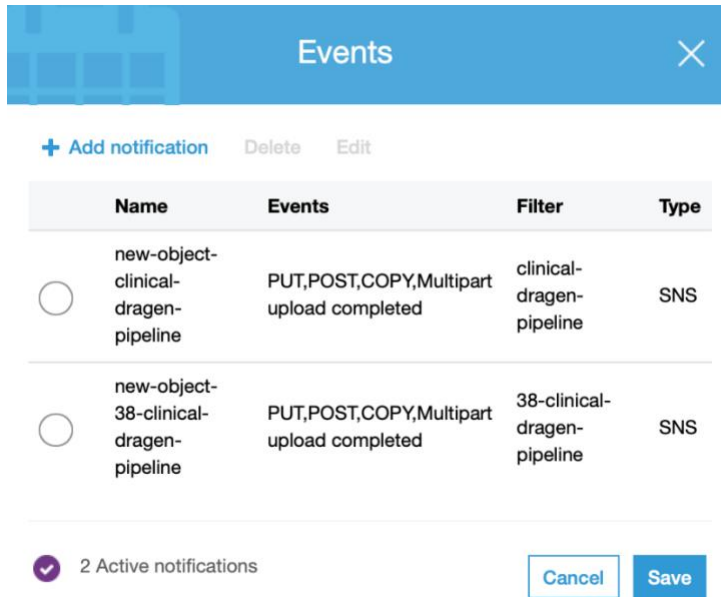 Events
Add notification Delete Edit
Name Events Filter Type
new-object-
clinical-
dragen-
pipeline
PUT,POST,COPY,Multipart
upload completed
clinical-
dragen-
pipeline
SNS
new-object-
38-clinical-
dragen-
pipeline
PUT,POST,COPY,Multipart
upload completed
38-clinical-
dragen-
pipeline
SNS
2 Active notifications
Cancel Save